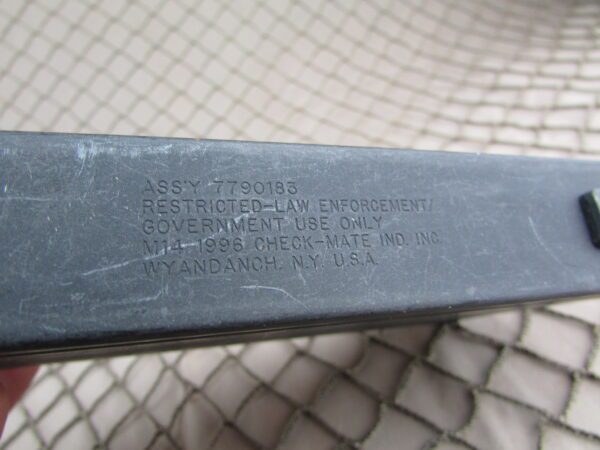 ASS'Y 7790183
RESTRICTED-LAW ENFORCEMENT/
GOVERNMENT USE ONLY
M14-1996 CHECK-MATE IND. INC.
WYANDANCH, N.Y. U.S.A.